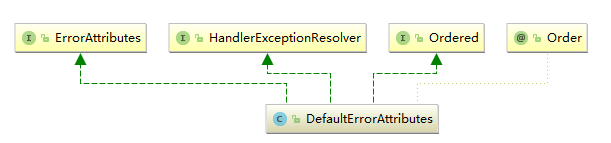 I ErrorAttributes
I HandlerExceptionResolver
I Ordered
@ Order
C DefaultErrorAttributes